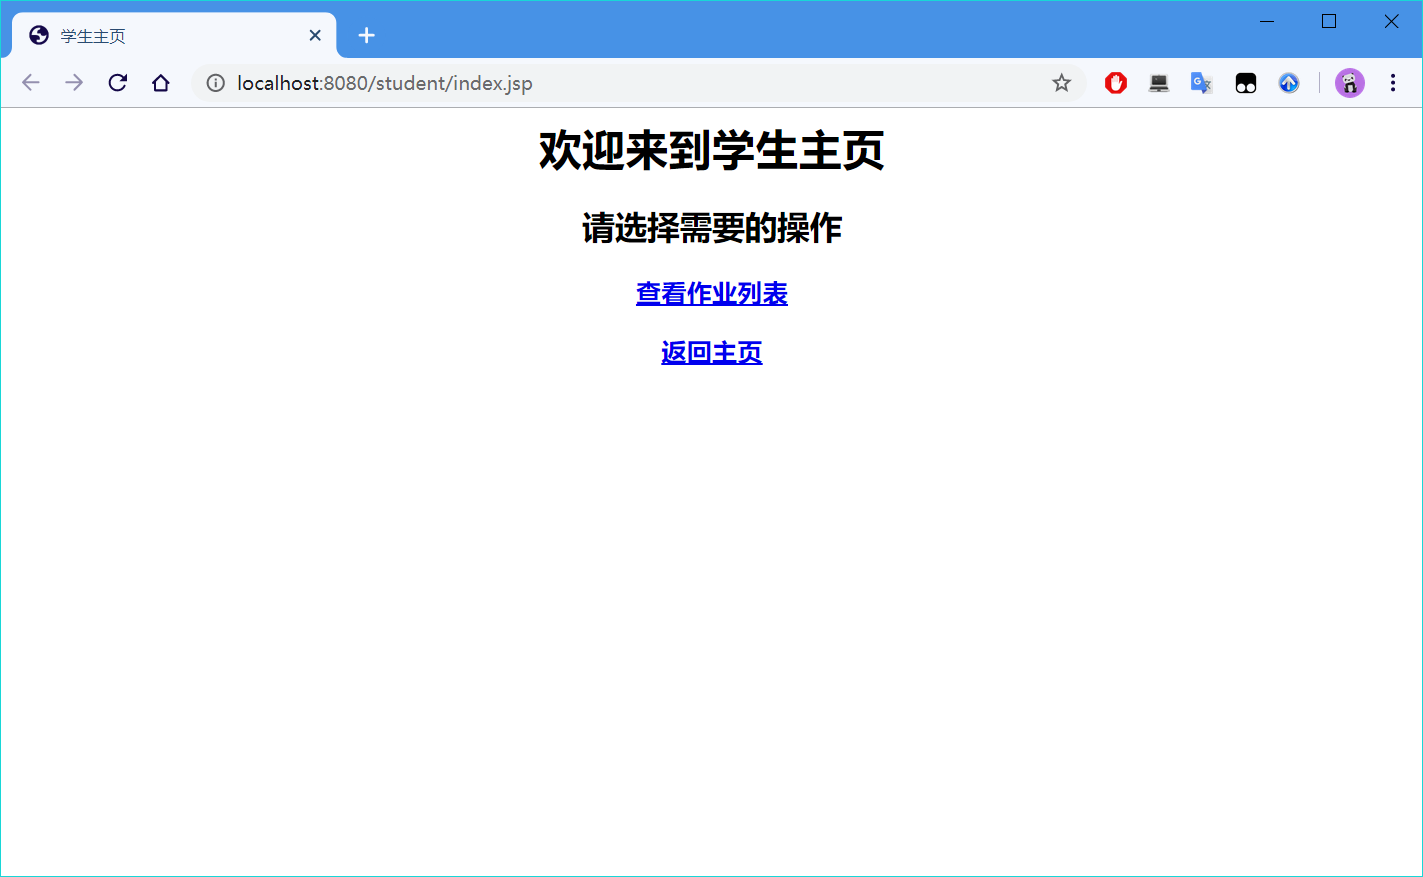 学生主页
localhost:8080/student/index.jsp
欢迎来到学生主页
请选择需要的操作
查看作业列表
返回主页